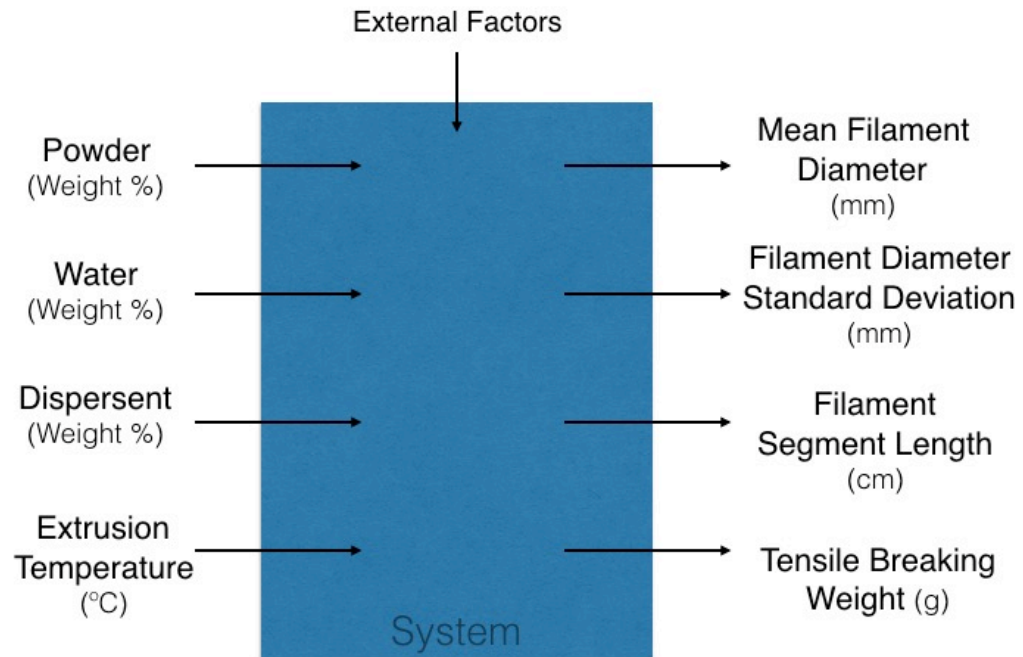 External Factors
Powder
(Weight %)
Water
(Weight %)
Dispersent
(Weight %)
Extrusion
Temperature
(°C)
Mean Filament
Diameter
(mm)
Filament Diameter
Standard Deviation
(mm)
Filament
Segment Length
(cm)
Tensile Breaking
Weight (g)
System